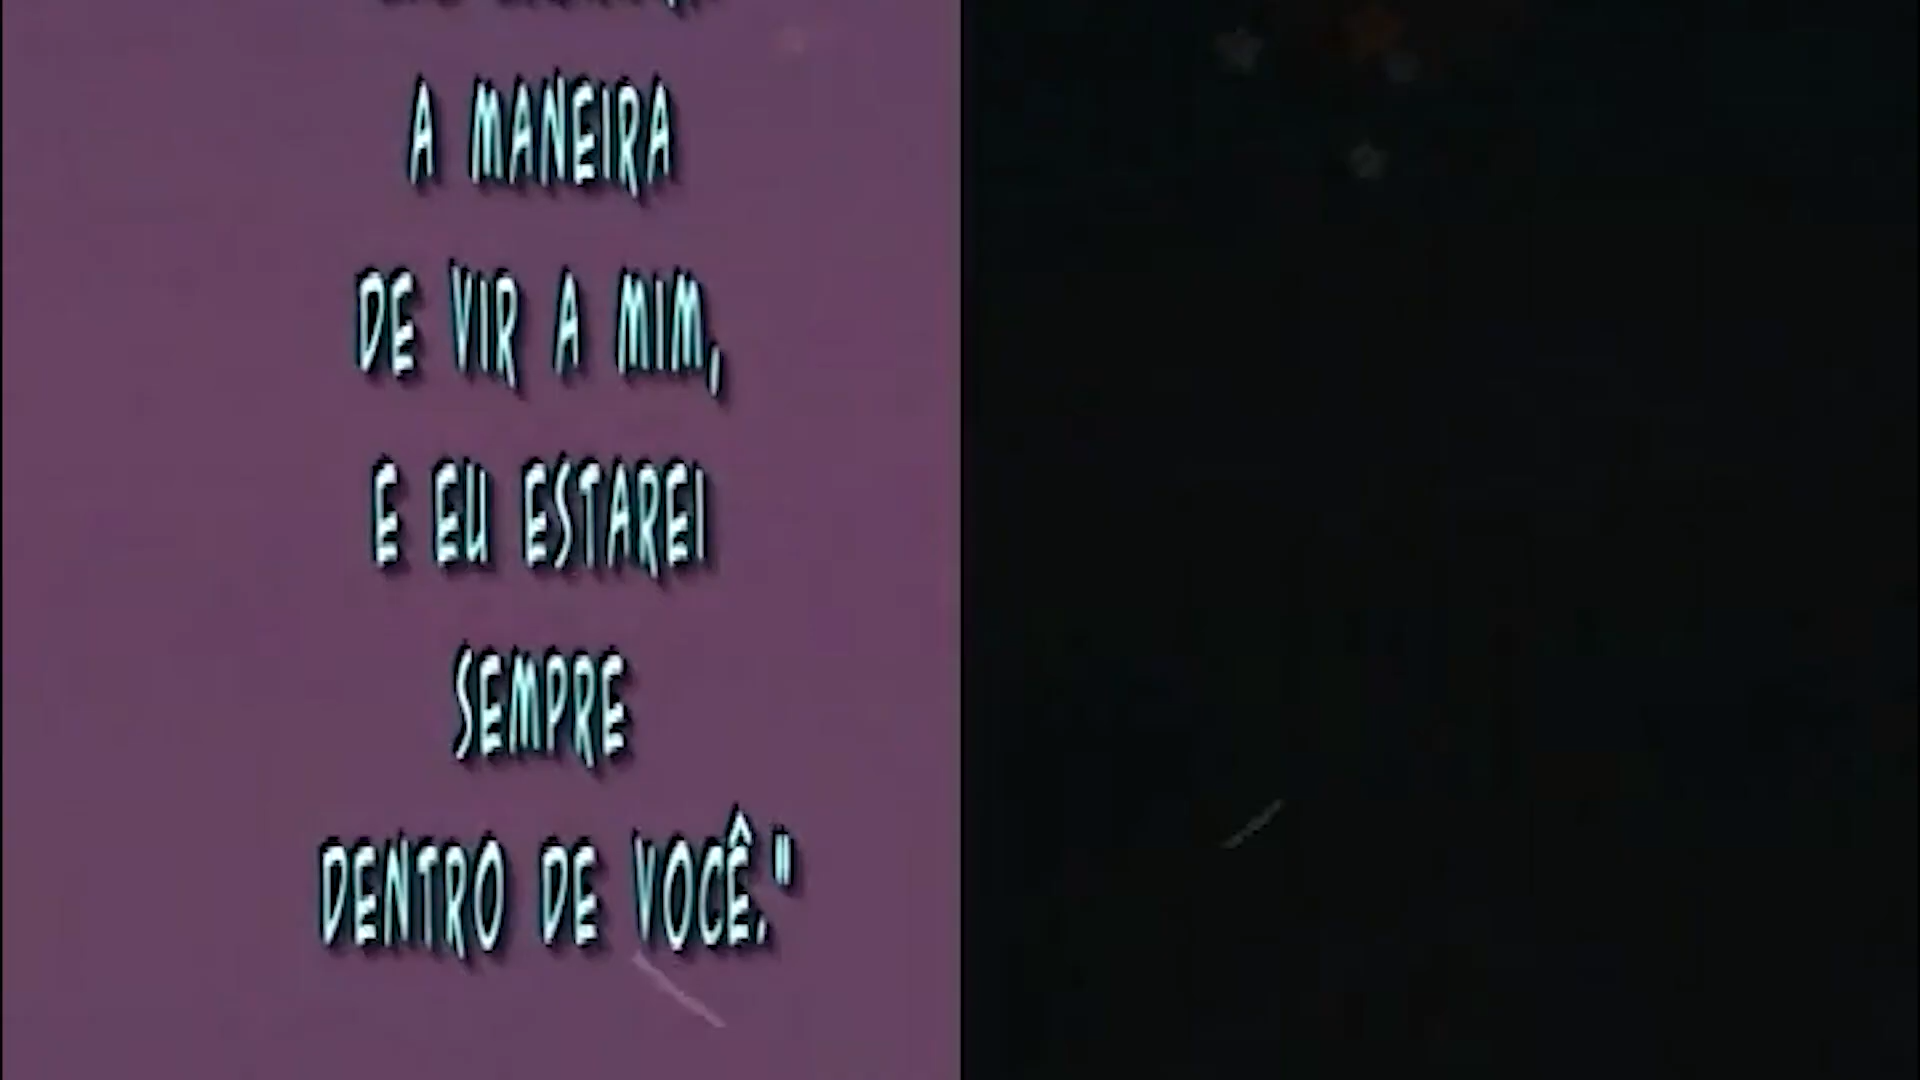 A MANEIRA
DE VIR A MIM,
E EU ESTAREI
SEMPRE
DENTRO DE VOCÊ."